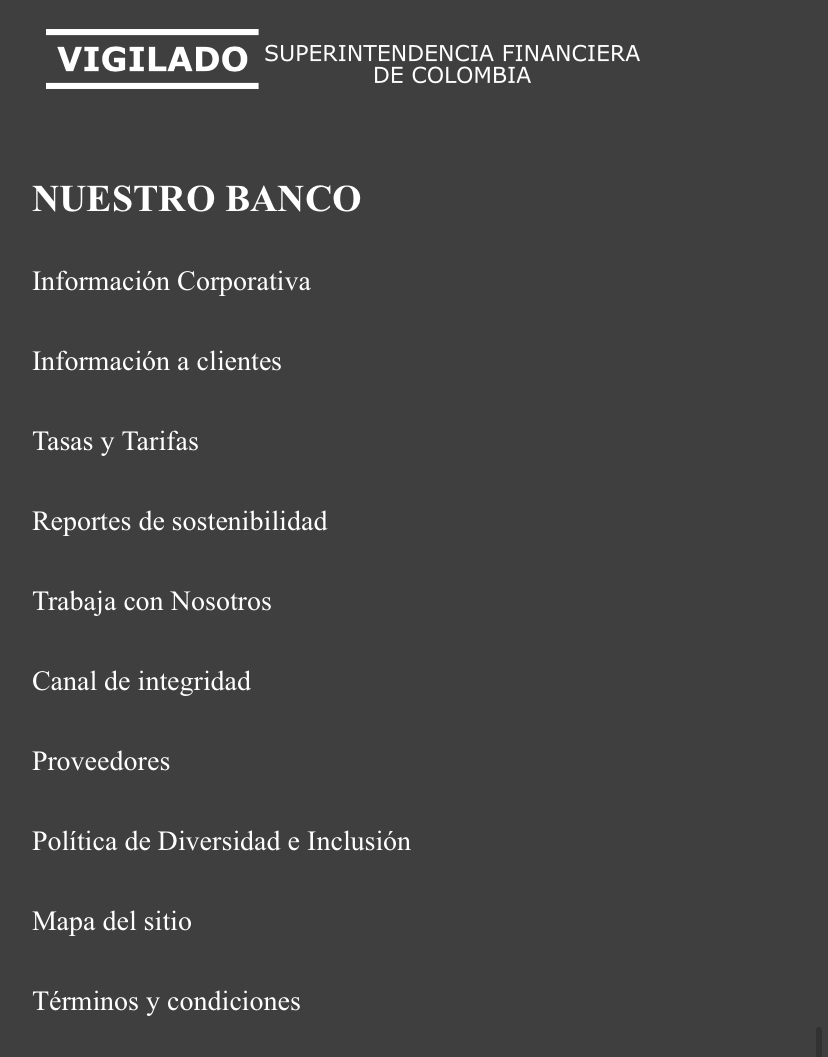 VIGILADO SUPERINTENDENCIA FINANCIERA
DE COLOMBIA
NUESTRO BANCO
Información Corporativa
Información a clientes
Tasas y Tarifas
Reportes de sostenibilidad
Trabaja con Nosotros
Canal de integridad
Proveedores
Política de Diversidad e Inclusión
Mapa del sitio
Términos y condiciones